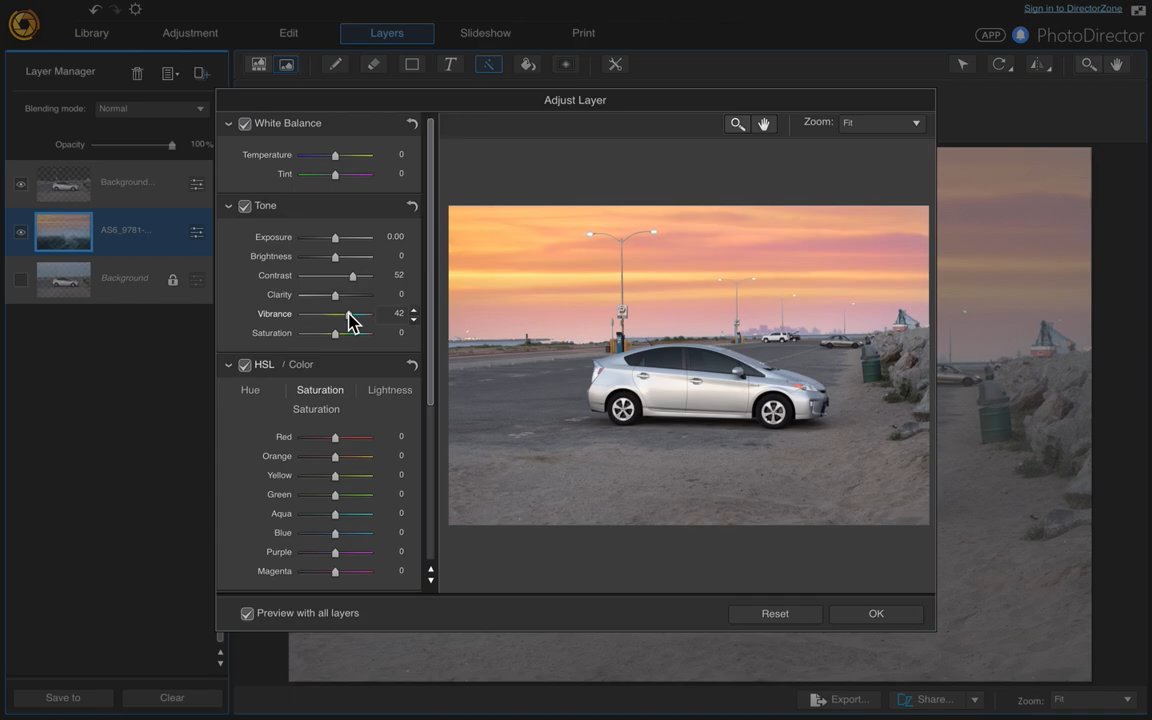 Sign in to DirectorZone
Library
Adjustment
Edit
Layers
Slideshow
Print
APP
PhotoDirector
Layer Manager
Blending mode: Normal
Opacity 100%
Background...
AS6_9781-...
Background
Adjust Layer
Zoom: Fit
White Balance
Temperature 0
Tint 0
Tone
Exposure 0.00
Brightness 0
Contrast 52
Clarity 0
Vibrance 42
Saturation 0
HSL / Color
Hue Saturation Lightness
Saturation
Red 0
Orange 0
Yellow 0
Green 0
Aqua 0
Blue 0
Purple 0
Magenta 0
Preview with all layers
Reset
OK
Save to
Clear
Export...
Share...
Zoom: Fit